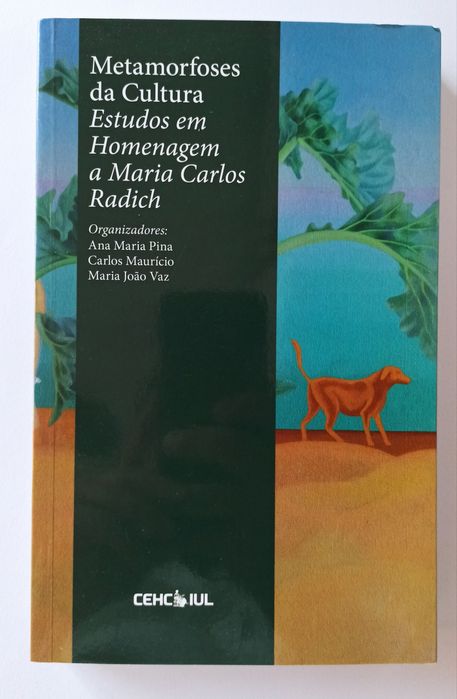 Metamorfoses
da Cultura
Estudos em
Homenagem
a Maria Carlos
Radich
Organizadores:
Ana Maria Pina
Carlos Maurício
Maria João Vaz
CEHC IUL